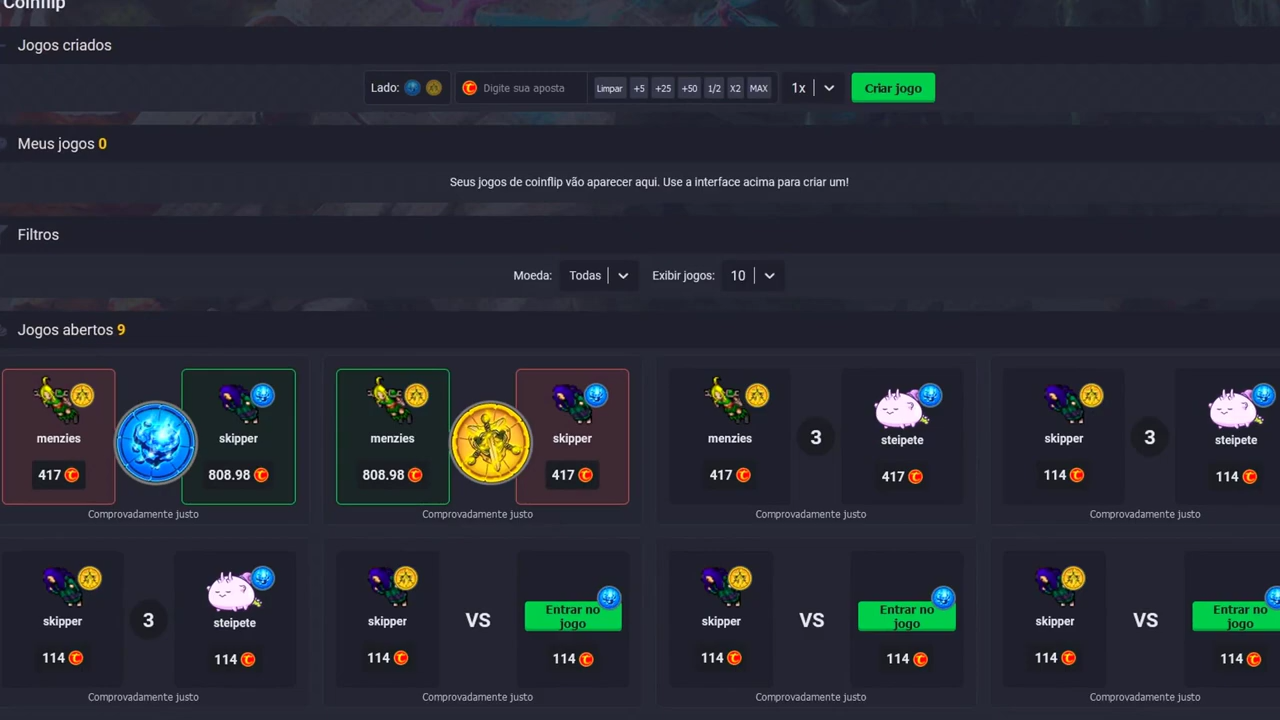 Coinflip
Jogos criados
Lado: Digite sua aposta Limpar +5 +25 +50 1/2 X2 MAX 1x Criar jogo
Meus jogos 0
Seus jogos de coinflip vão aparecer aqui. Use a interface acima para criar um!
Filtros
Moeda: Todas Exibir jogos: 10
Jogos abertos 9
menzies skipper menzies skipper menzies 3 steipete skipper 3 steipete
417 808.98 808.98 417 417 417 114 114
Comprovadamente justo Comprovadamente justo Comprovadamente justo Comprovadamente justo
skipper 3 steipete skipper VS Entrar no jogo skipper VS Entrar no jogo skipper VS Entrar no jogo
114 114 114 114 114 114 114 114
Comprovadamente justo Comprovadamente justo Comprovadamente justo Comprovadamente justo